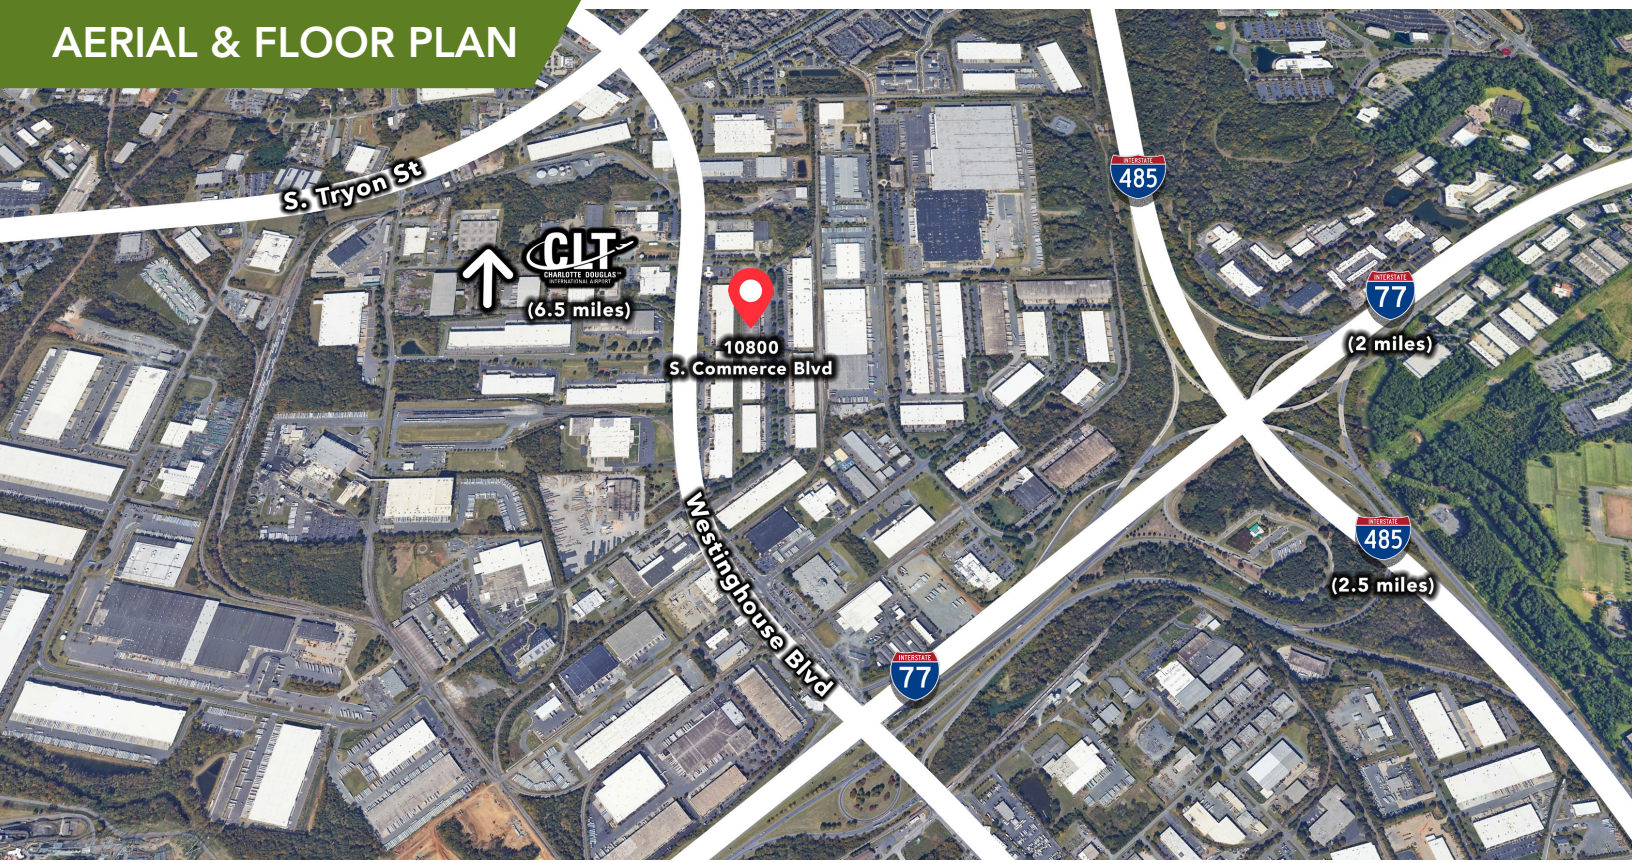 AERIAL & FLOOR PLAN
S. Tryon St
INTERSTATE
485
CLT
CHARLOTTE DOUGLAS
INTERNATIONAL AIRPORT
(6.5 miles)
INTERSTATE
77
(2 miles)
10800
S. Commerce Blvd
Westinghouse Blvd
INTERSTATE
485
(2.5 miles)
INTERSTATE
77